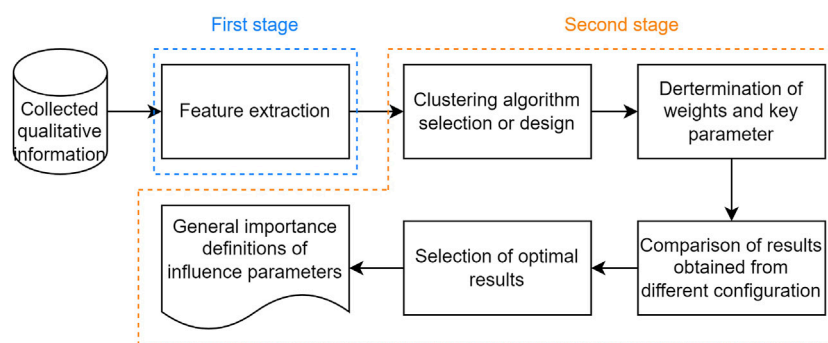 First stage
Second stage
Collected
qualitative
information
Feature extraction
Clustering algorithm
selection or design
Dertermination of
weights and key
parameter
General importance
definitions of
influence parameters
Selection of optimal
results
Comparison of results
obtained from
different configuration